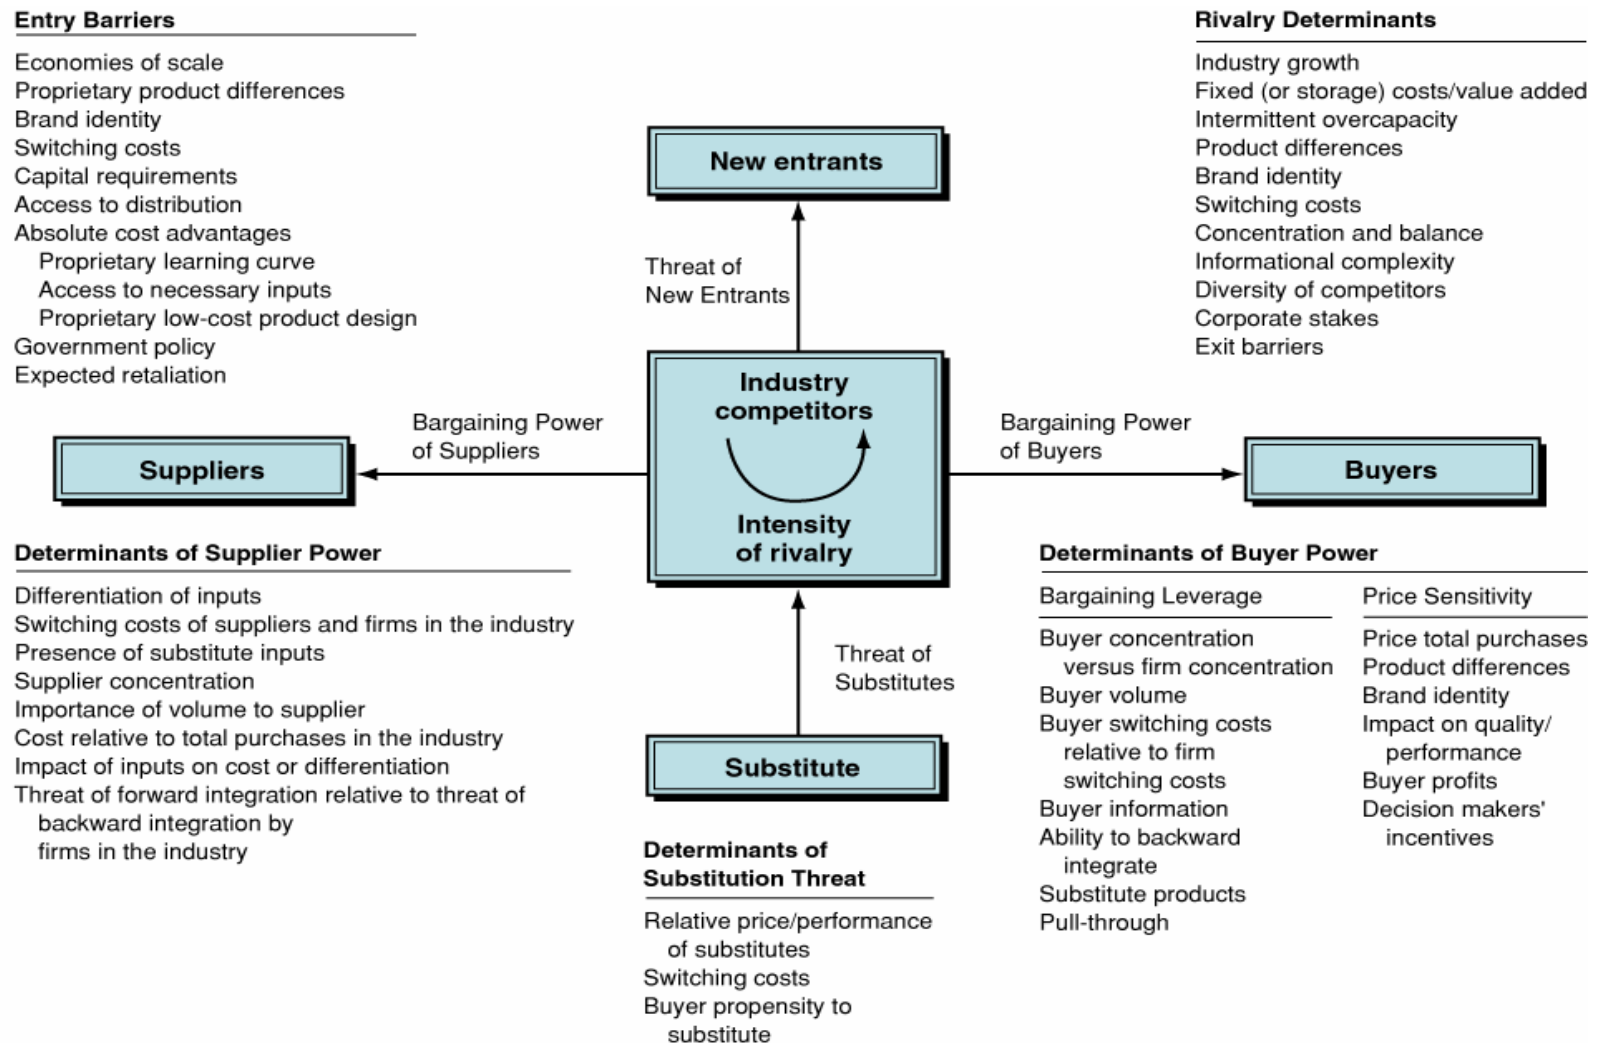 Entry Barriers
Economies of scale
Proprietary product differences
Brand identity
Switching costs
Capital requirements
Access to distribution
Absolute cost advantages
Proprietary learning curve
Access to necessary inputs
Proprietary low-cost product design
Government policy
Expected retaliation
New entrants
Threat of
New Entrants
Rivalry Determinants
Industry growth
Fixed (or storage) costs/value added
Intermittent overcapacity
Product differences
Brand identity
Switching costs
Concentration and balance
Informational complexity
Diversity of competitors
Corporate stakes
Exit barriers
Suppliers
Bargaining Power
of Suppliers
Industry
competitors
Intensity
of rivalry
Bargaining Power
of Buyers
Buyers
Determinants of Supplier Power
Differentiation of inputs
Switching costs of suppliers and firms in the industry
Presence of substitute inputs
Supplier concentration
Importance of volume to supplier
Cost relative to total purchases in the industry
Impact of inputs on cost or differentiation
Threat of forward integration relative to threat of
backward integration by
firms in the industry
Threat of
Substitutes
Substitute
Determinants of
Substitution Threat
Relative price/performance
of substitutes
Switching costs
Buyer propensity to
substitute
Determinants of Buyer Power
Bargaining Leverage
Buyer concentration
versus firm concentration
Buyer volume
Buyer switching costs
relative to firm
switching costs
Buyer information
Ability to backward
integrate
Substitute products
Pull-through
Price Sensitivity
Price total purchases
Product differences
Brand identity
Impact on quality/
performance
Buyer profits
Decision makers'
incentives